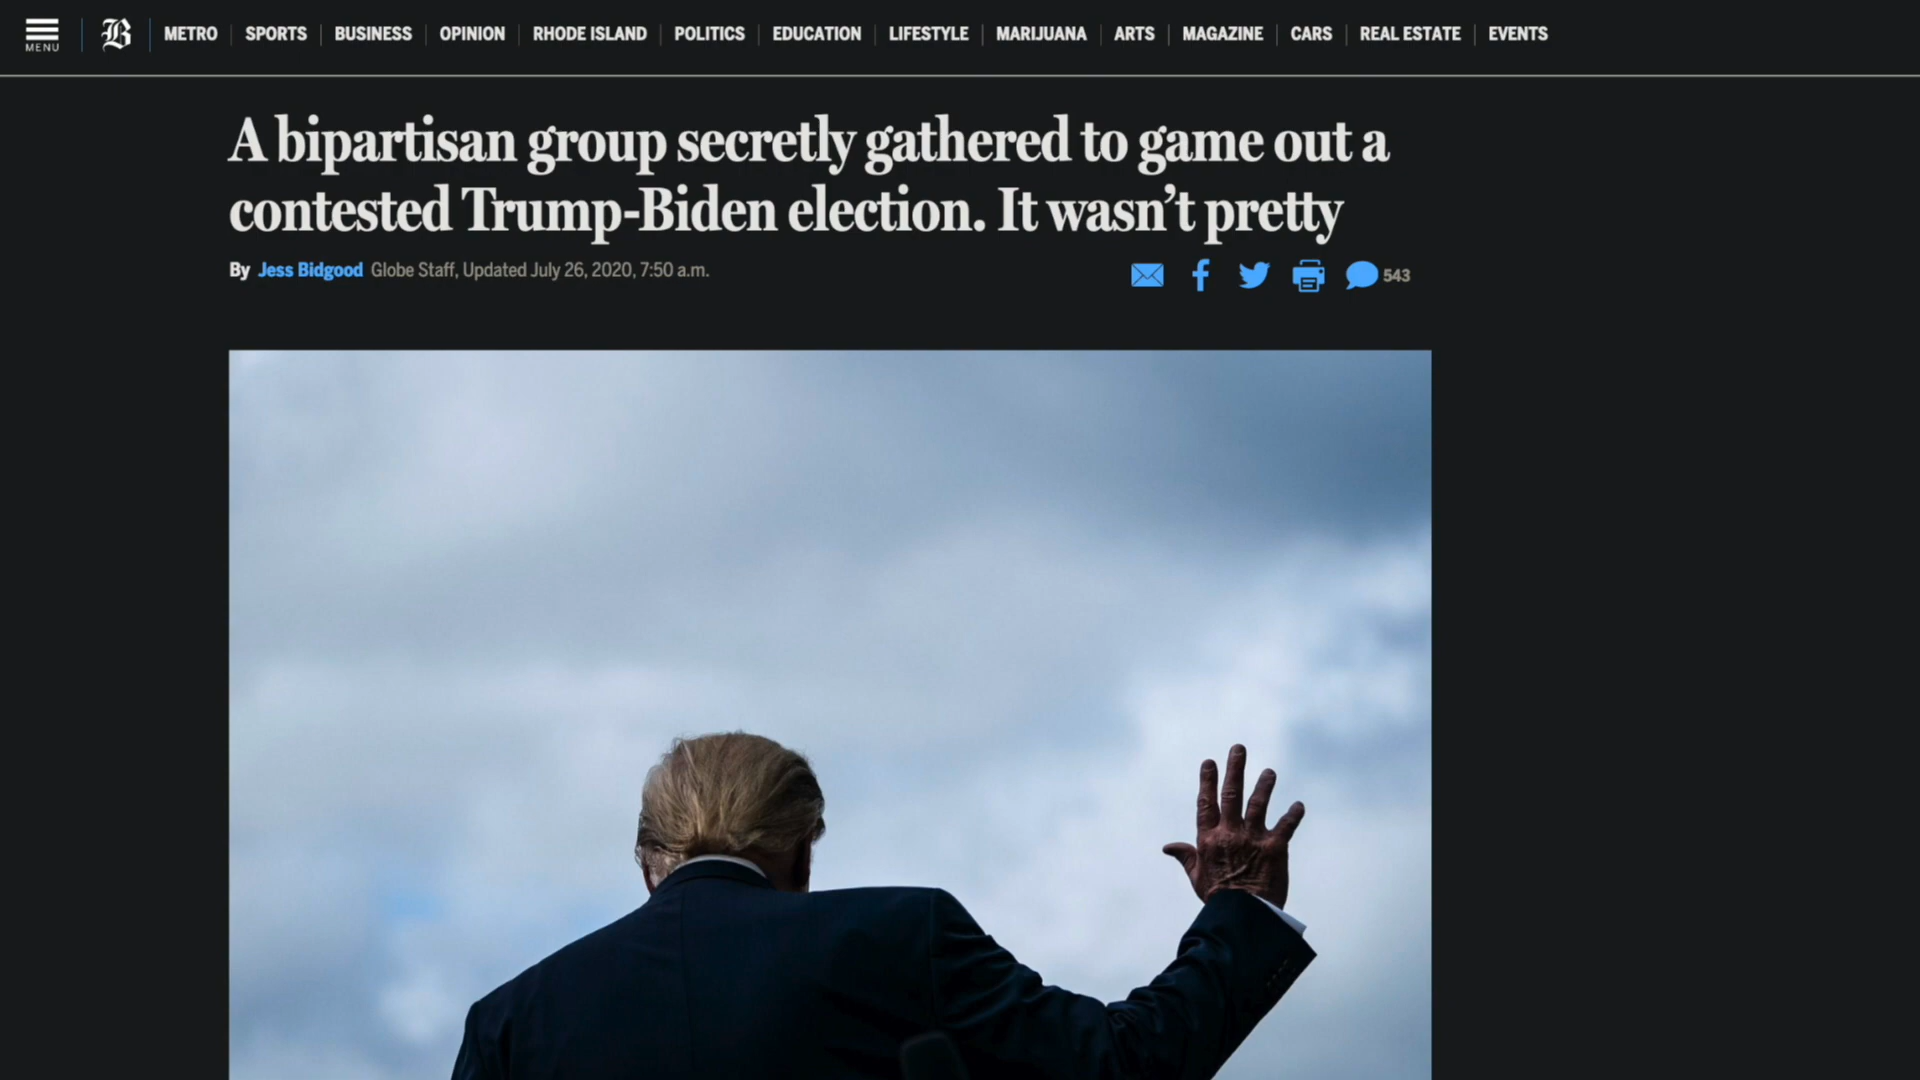 MENU B METRO SPORTS BUSINESS OPINION RHODE ISLAND POLITICS EDUCATION LIFESTYLE MARIJUANA ARTS MAGAZINE CARS REAL ESTATE EVENTS
A bipartisan group secretly gathered to game out a
contested Trump-Biden election. It wasn’t pretty
By Jess Bidgood Globe Staff, Updated July 26, 2020, 7:50 a.m.
543